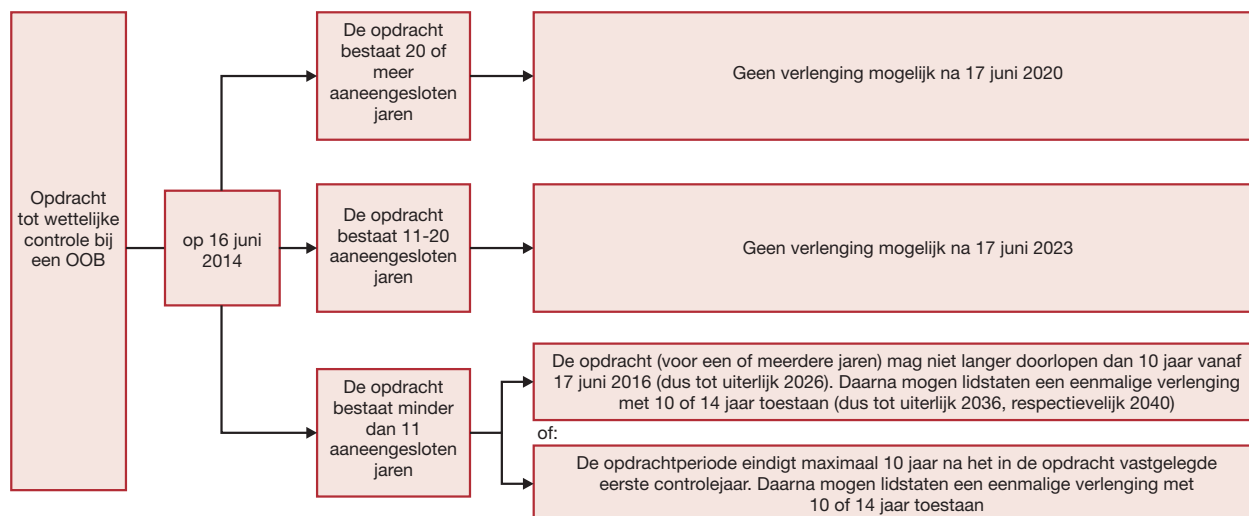 Opdracht
tot wettelijke
controle bij
een OOB
op 16 juni
2014
De opdracht
bestaat 20 of
meer
aaneengesloten
jaren
Geen verlenging mogelijk na 17 juni 2020
De opdracht
bestaat 11-20
aaneengesloten
jaren
Geen verlenging mogelijk na 17 juni 2023
De opdracht
bestaat minder
dan 11
aaneengesloten
jaren
De opdracht (voor een of meerdere jaren) mag niet langer doorlopen dan 10 jaar vanaf
17 juni 2016 (dus tot uiterlijk 2026). Daarna mogen lidstaten een eenmalige verlenging
met 10 of 14 jaar toestaan (dus tot uiterlijk 2036, respectievelijk 2040)
of:
De opdrachtperiode eindigt maximaal 10 jaar na het in de opdracht vastgelegde
eerste controlejaar. Daarna mogen lidstaten een eenmalige verlenging met
10 of 14 jaar toestaan